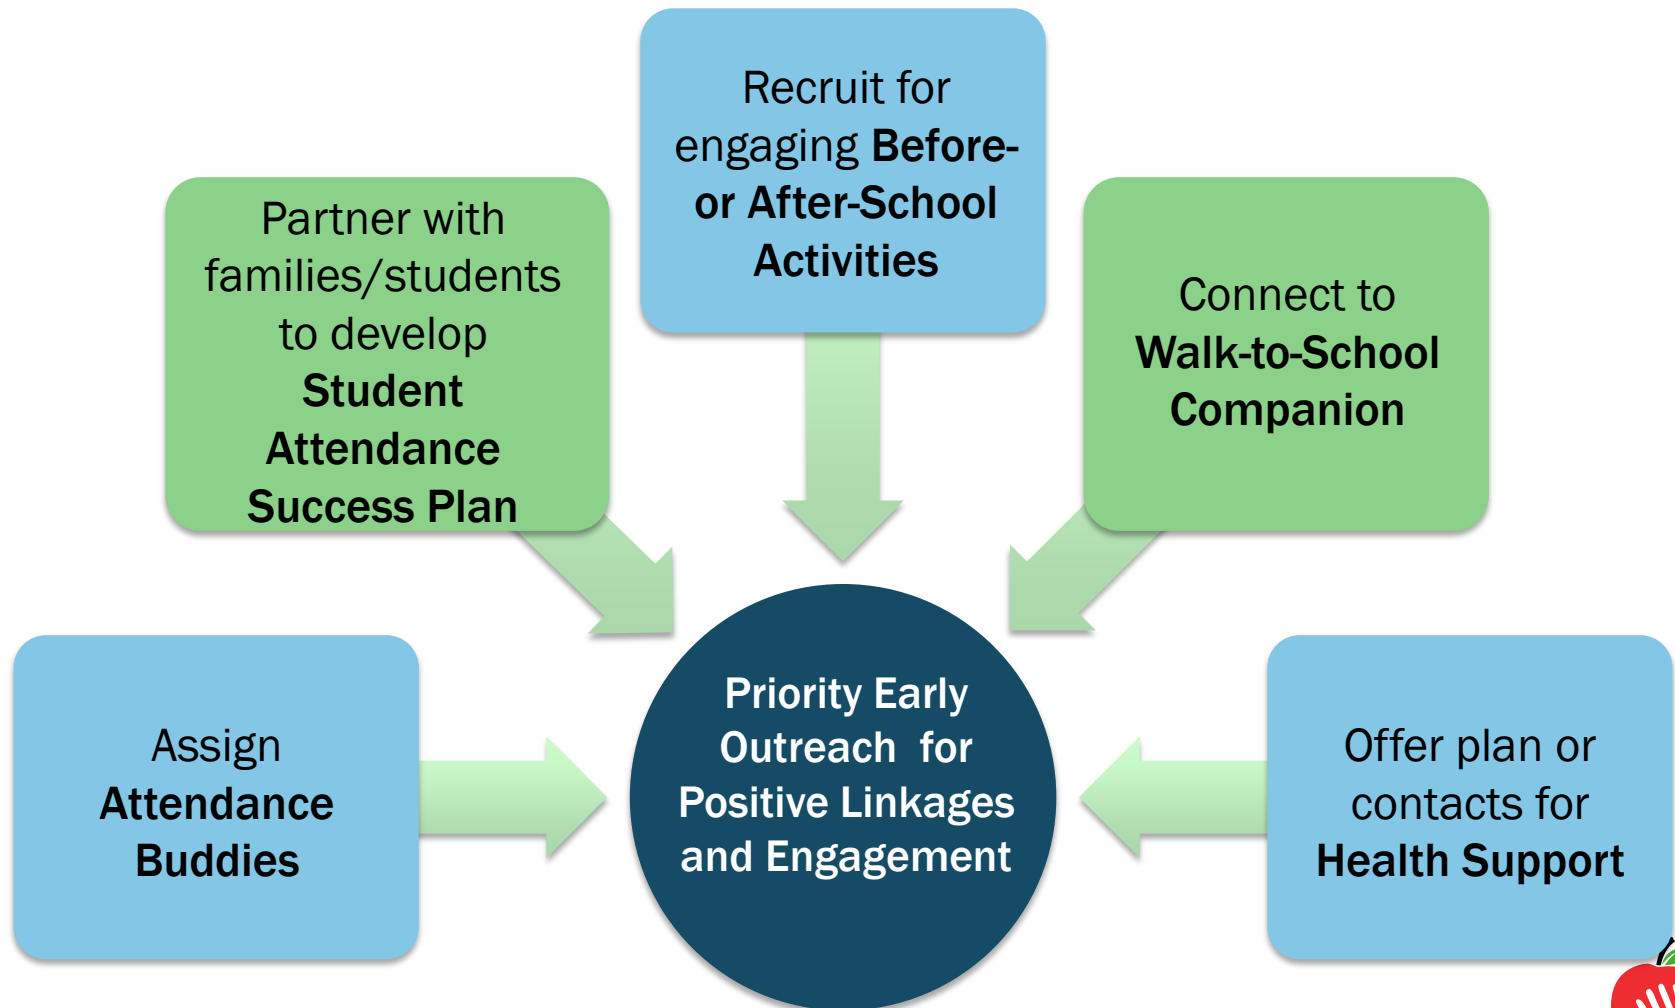 Recruit for
engaging Before-
or After-School
Activities
Partner with
families/students
to develop
Student
Attendance
Success Plan
Connect to
Walk-to-School
Companion
Assign
Attendance
Buddies
Priority Early
Outreach for
Positive Linkages
and Engagement
Offer plan or
contacts for
Health Support